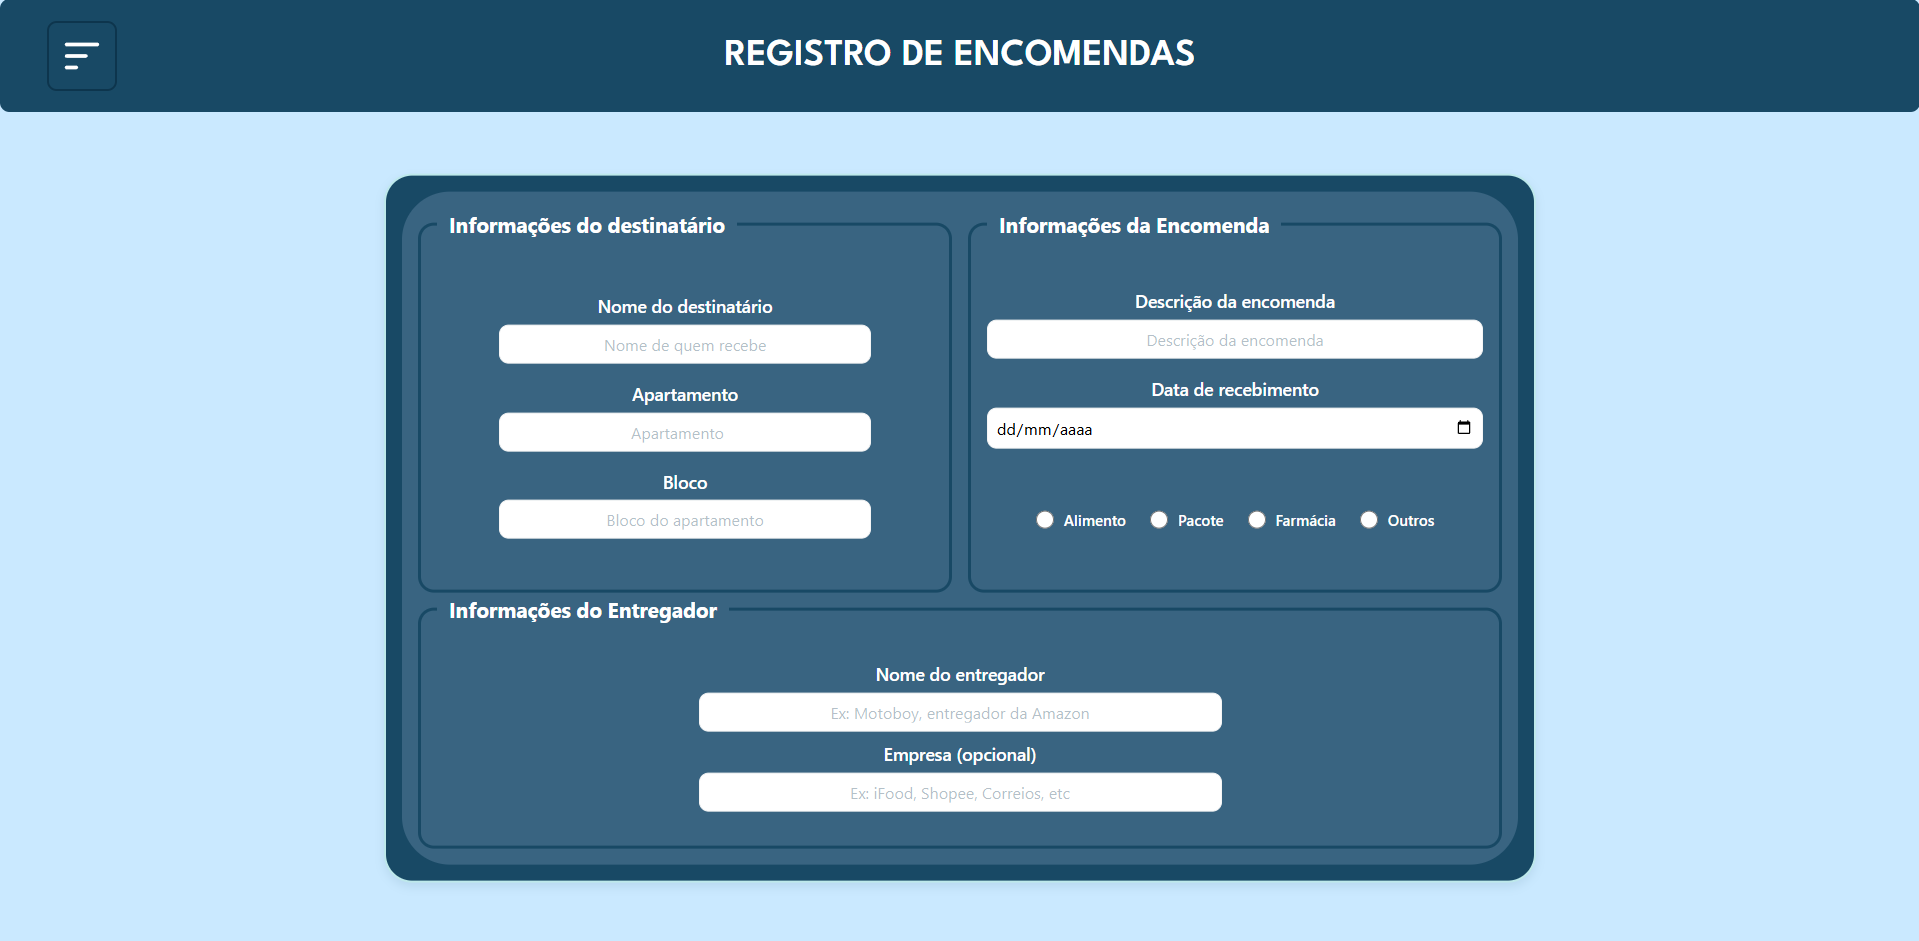 REGISTRO DE ENCOMENDAS
Informações do destinatário
Nome do destinatário
Nome de quem recebe
Apartamento
Apartamento
Bloco
Bloco do apartamento
Informações da Encomenda
Descrição da encomenda
Descrição da encomenda
Data de recebimento
dd/mm/aaaa
Alimento Pacote Farmácia Outros
Informações do Entregador
Nome do entregador
Ex: Motoboy, entregador da Amazon
Empresa (opcional)
Ex: iFood, Shopee, Correios, etc